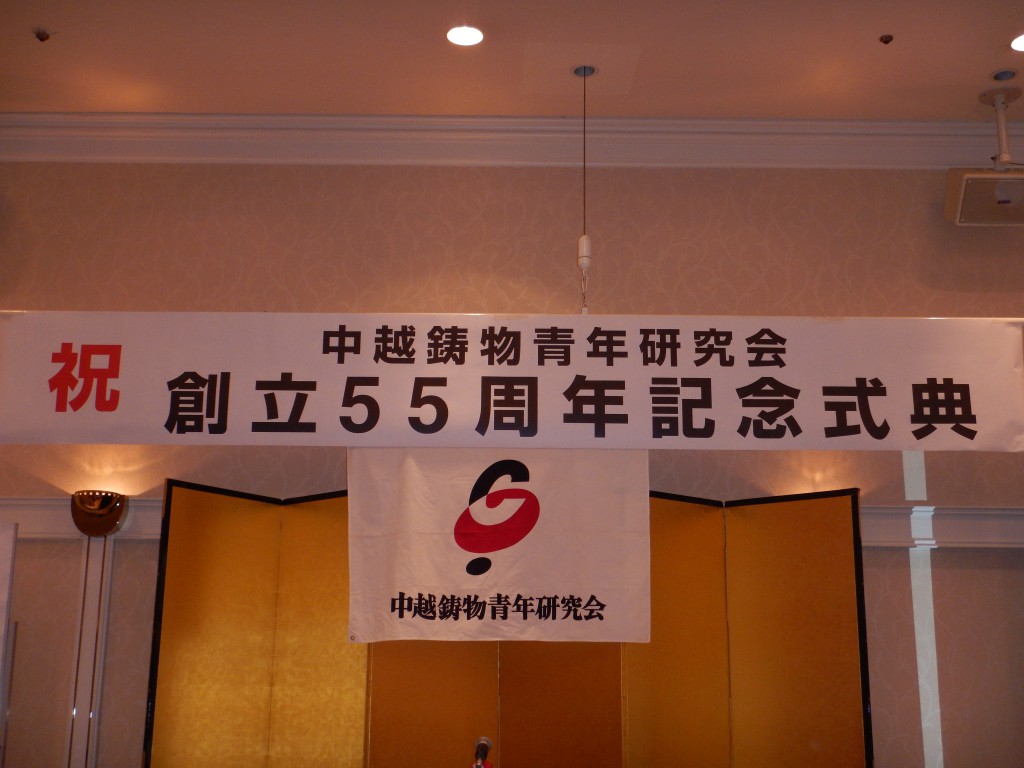 祝
中越鋳物青年研究会
創立55周年記念式典
中越鋳物青年研究会